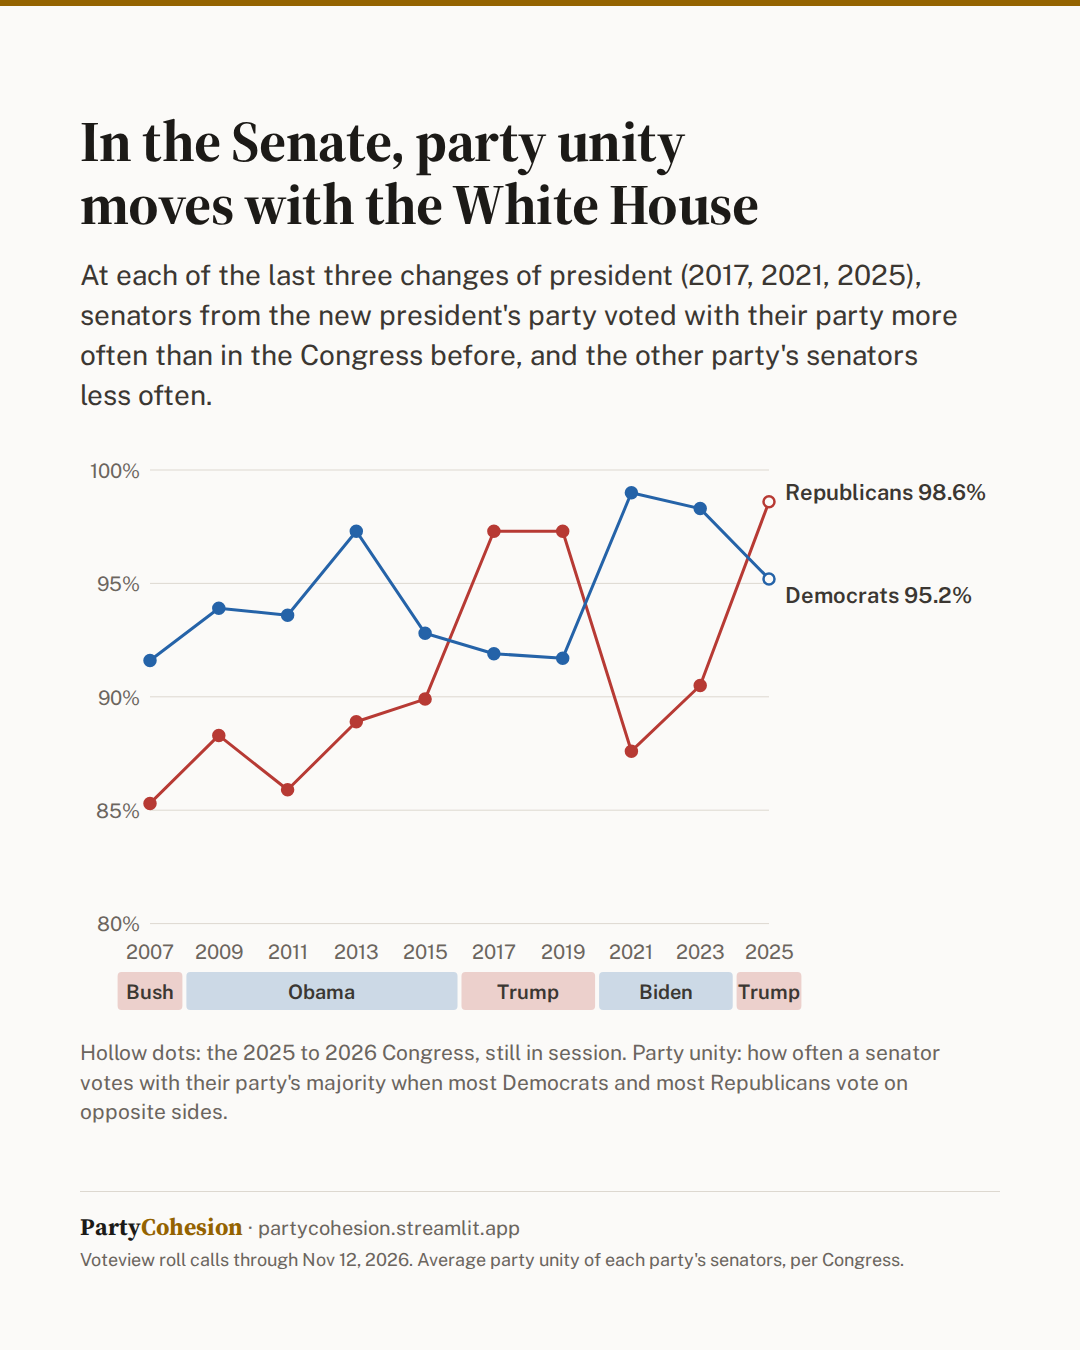 In the Senate, party unity
moves with the White House
At each of the last three changes of president (2017, 2021, 2025),
senators from the new president's party voted with their party more
often than in the Congress before, and the other party's senators
less often.
100%
Republicans 98.6%
95%
Democrats 95.2%
90%
85%
80%
2007 2009 2011 2013 2015 2017 2019 2021 2023 2025
Bush Obama Trump Biden Trump
Hollow dots: the 2025 to 2026 Congress, still in session. Party unity: how often a senator
votes with their party's majority when most Democrats and most Republicans vote on
opposite sides.
PartyCohesion · partycohesion.streamlit.app
Voteview roll calls through Nov 12, 2026. Average party unity of each party's senators, per Congress.